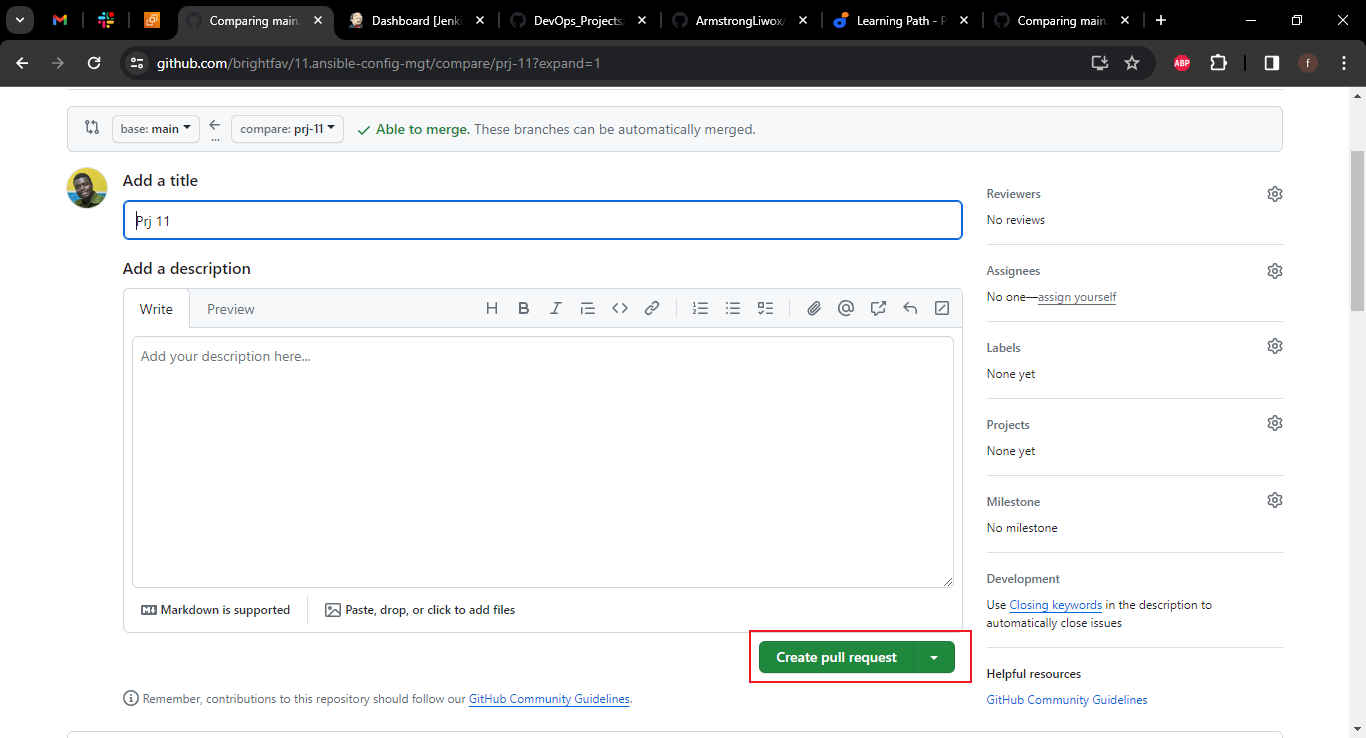 Comparing main
Dashboard [Jenki
DevOps_Projects/
ArmstrongLiwox/
Learning Path - P
Comparing main
github.com/brightfav/11.ansible-config-mgt/compare/prj-11?expand=1
ABP
f
base: main
compare: prj-11
Able to merge. These branches can be automatically merged.
Add a title
Prj 11
Add a description
Write
Preview
Add your description here...
Markdown is supported
Paste, drop, or click to add files
Create pull request
Remember, contributions to this repository should follow our GitHub Community Guidelines.
Reviewers
No reviews
Assignees
No one—assign yourself
Labels
None yet
Projects
None yet
Milestone
No milestone
Development
Use Closing keywords in the description to
automatically close issues
Helpful resources
GitHub Community Guidelines